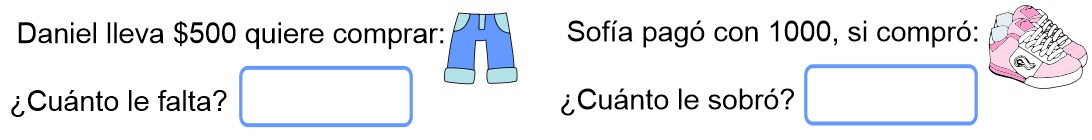 Daniel lleva $500 quiere comprar:
¿Cuánto le falta?
Sofía pagó con 1000, si compró:
¿Cuánto le sobró?